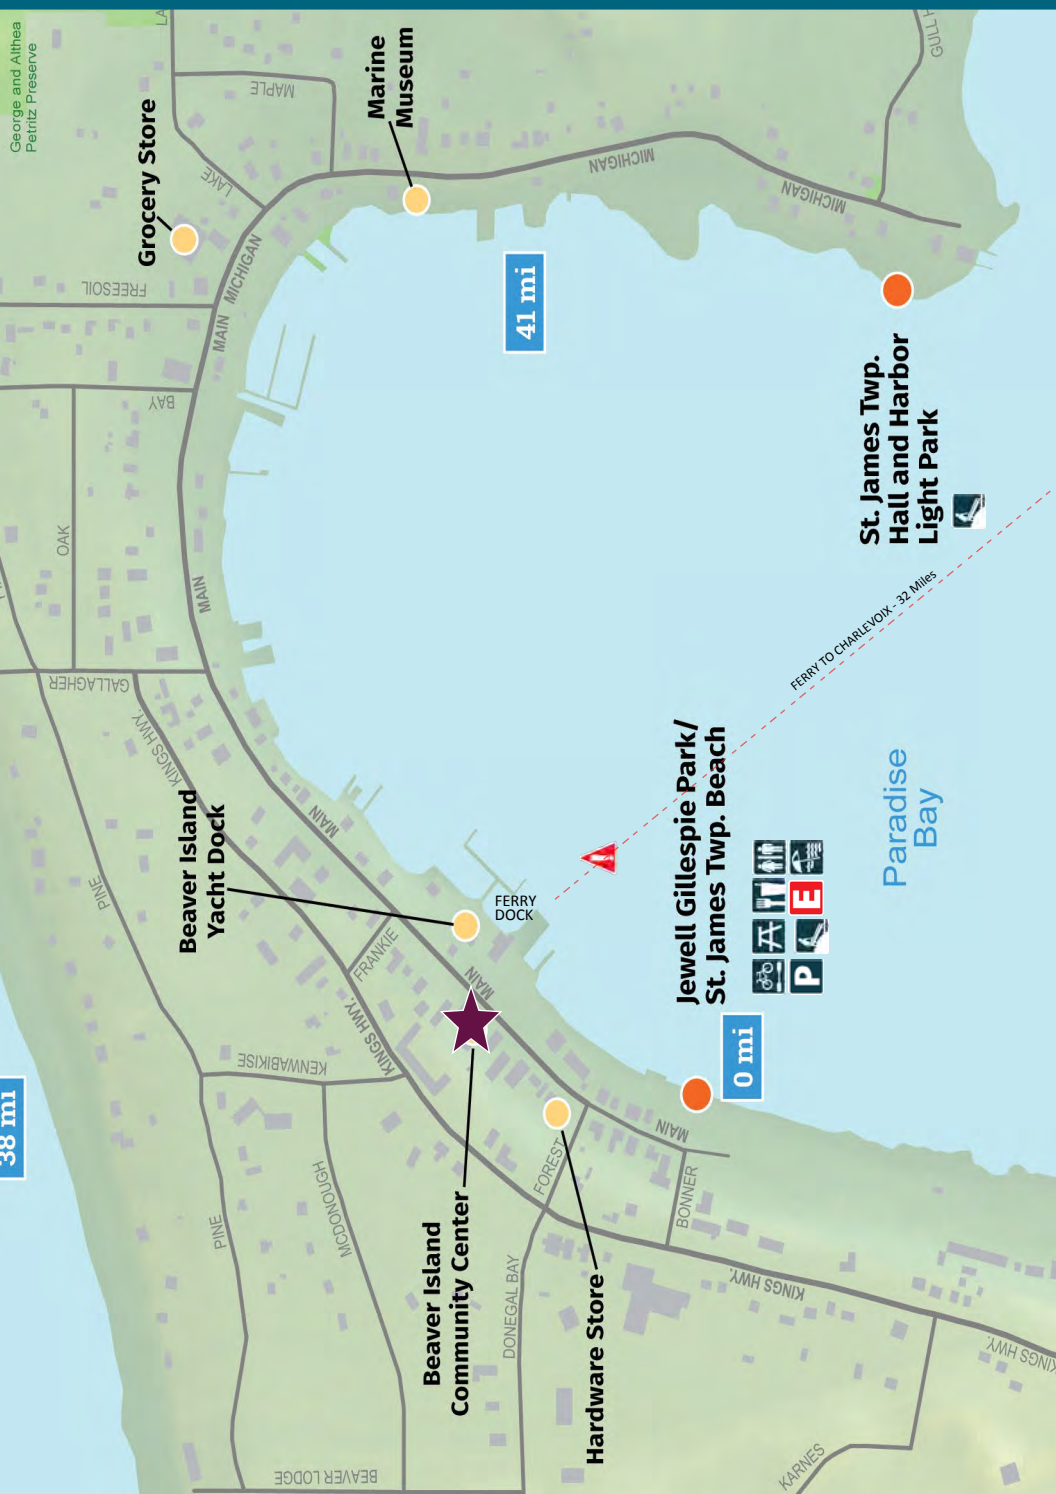 George and Althea
Petritz Preserve
Grocery Store
Marine
Museum
LA
MAPLE
LAKE
GULL H
MICHIGAN
MICHIGAN
MICHIGAN
MAIN
FREESOIL
BAY
OAK
MAIN
41 mi
St. James Twp.
Hall and Harbor
Light Park
GALLAGHER
KINGS HWY.
MAIN
PINE
Beaver Island
Yacht Dock
FERRY
DOCK
FERRY TO CHARLEVOIX - 32 Miles
Jewell Gillespie Park/
St. James Twp. Beach
P
E
0 mi
Paradise
Bay
FRANKIE
MAIN
KINGS HWY.
KENWABIKISE
38 mi
PINE
MCDONOUGH
Beaver Island
Community Center
FOREST
MAIN
BONNER
DONEGAL BAY
Hardware Store
KINGS HWY.
KINGS HWY.
BEAVER LODGE
KARNES